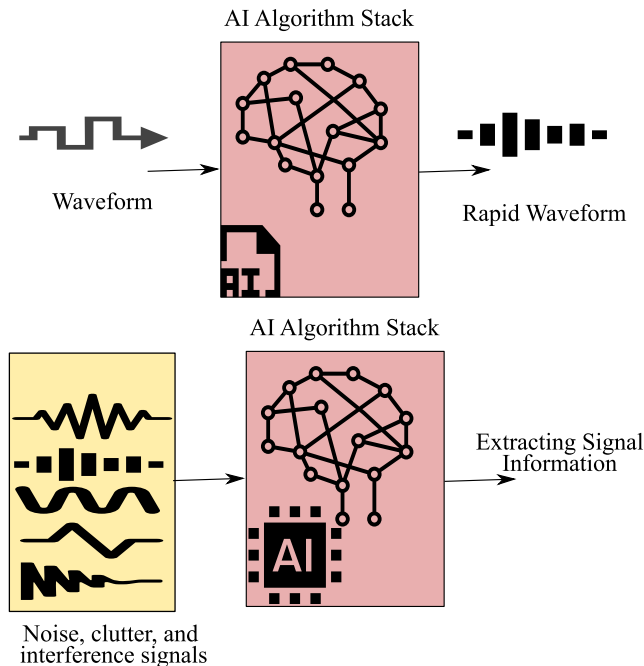 AI Algorithm Stack
Waveform
AI
Rapid Waveform
AI Algorithm Stack
AI
Extracting Signal
Information
Noise, clutter, and
interference signals